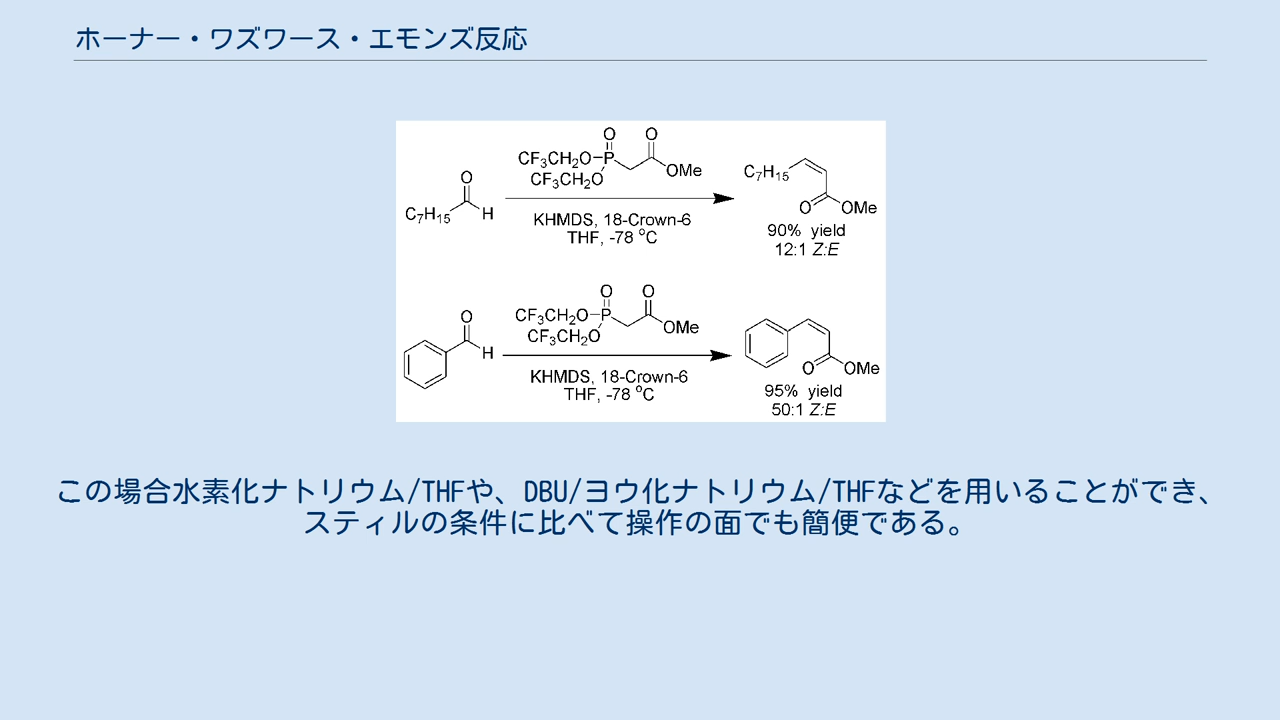 ホーナー・ワズワース・エモンズ反応
O O
CF3CH2O P OMe
CF3CH2O
O
C7H15 H
KHMDS, 18-Crown-6
THF, -78 oC
C7H15
O OMe
90% yield
12:1 Z:E
O O
CF3CH2O P OMe
CF3CH2O
O
H
KHMDS, 18-Crown-6
THF, -78 oC
O OMe
95% yield
50:1 Z:E
この場合水素化ナトリウム/THFや、DBU/ヨウ化ナトリウム/THFなどを用いることができ、
スティルの条件に比べて操作の面でも簡便である。